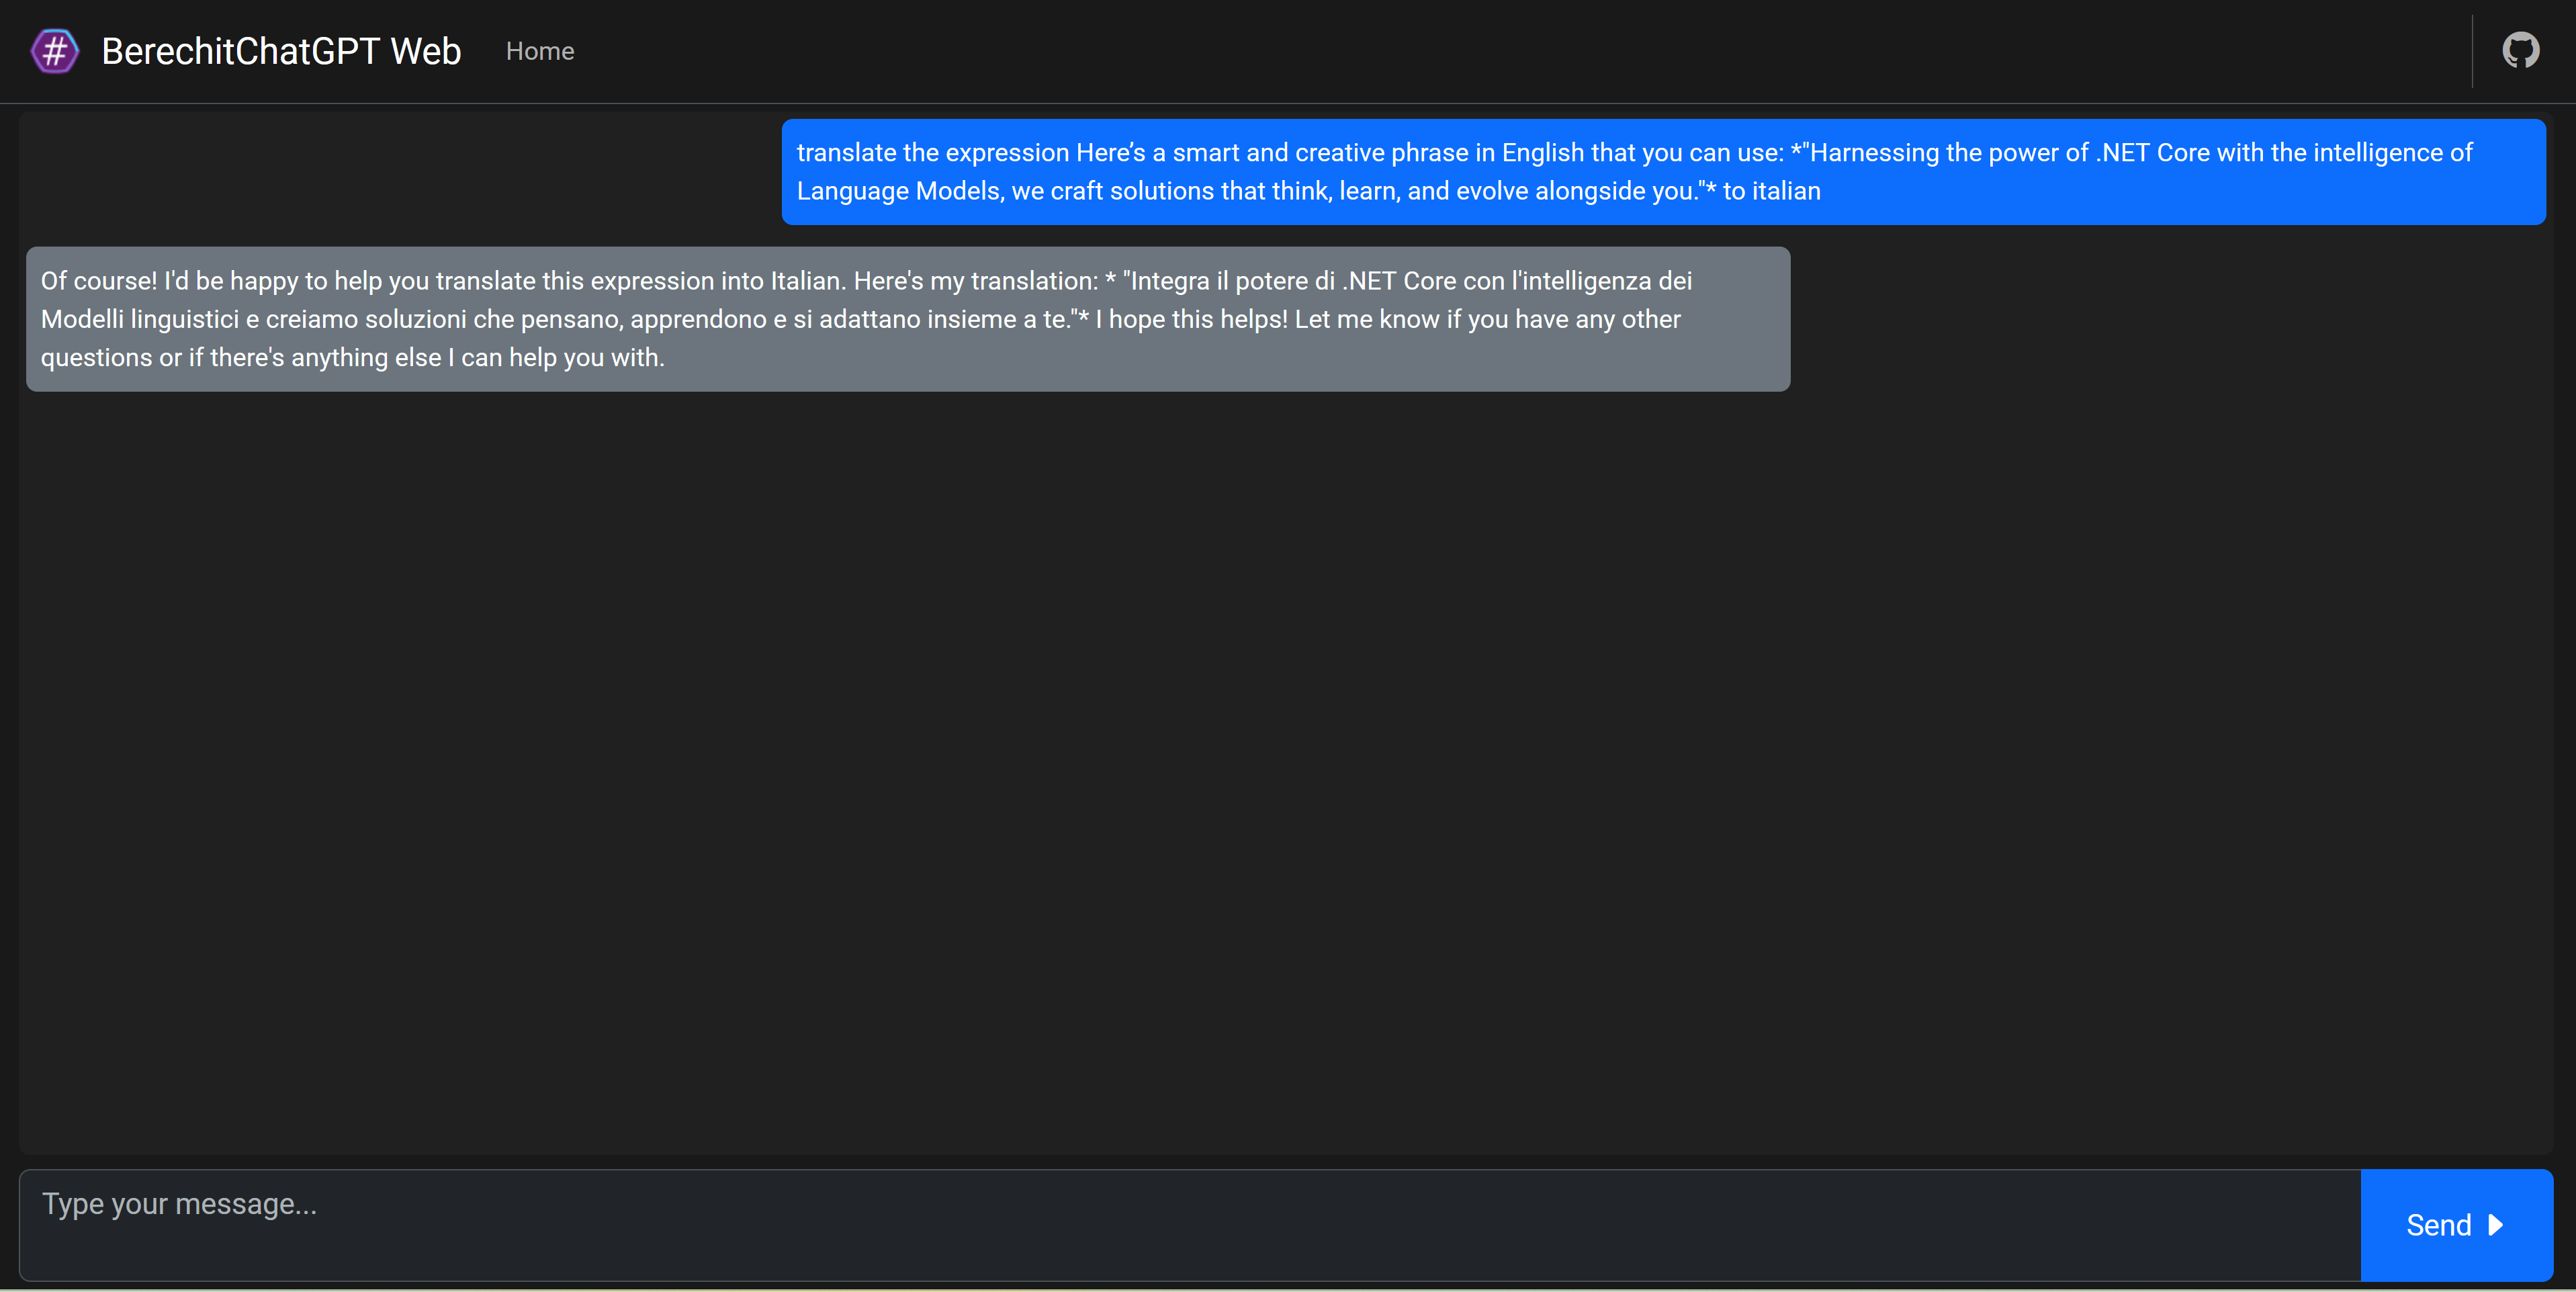 # BerechitChatGPT Web Home
translate the expression Here’s a smart and creative phrase in English that you can use: *"Harnessing the power of .NET Core with the intelligence of
Language Models, we craft solutions that think, learn, and evolve alongside you."* to italian
Of course! I'd be happy to help you translate this expression into Italian. Here's my translation: * "Integra il potere di .NET Core con l'intelligenza dei
Modelli linguistici e creiamo soluzioni che pensano, apprendono e si adattano insieme a te."* I hope this helps! Let me know if you have any other
questions or if there's anything else I can help you with.
Type your message...
Send